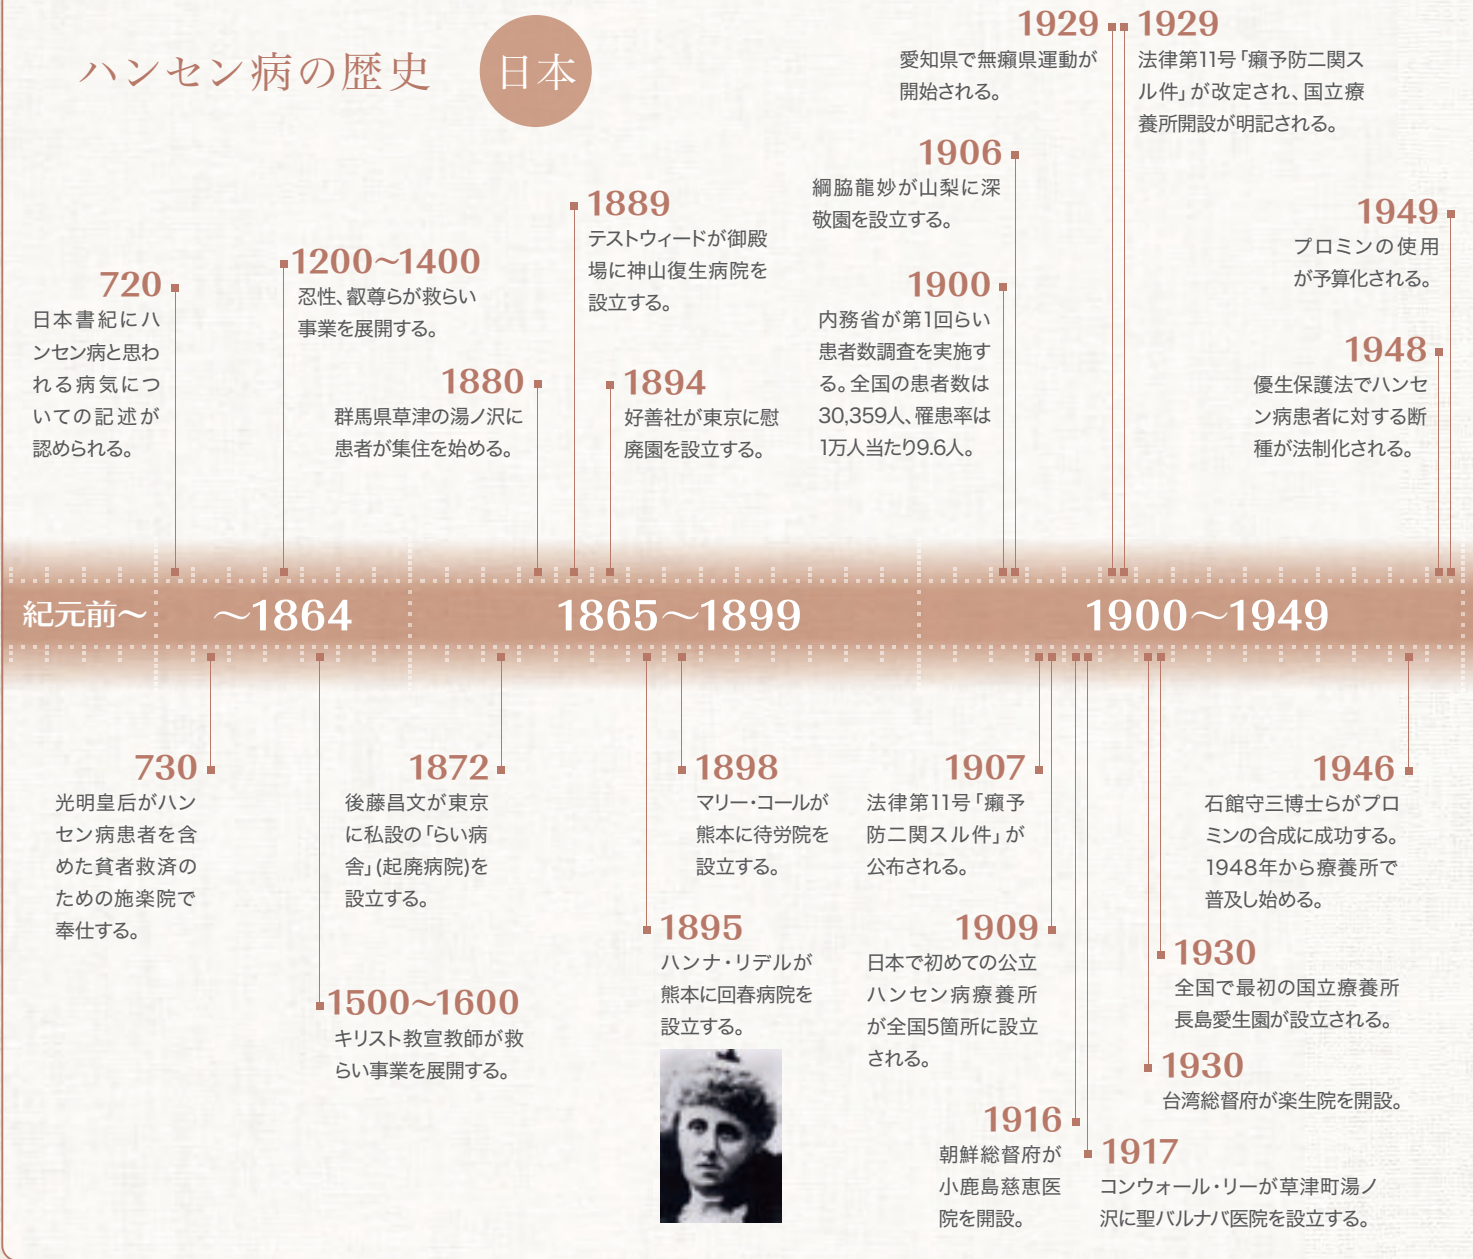 ハンセン病の歴史
日本
720
日本書紀にハ
ンセン病と思わ
れる病気につ
いての記述が
認められる。
1200〜1400
忍性、叡尊らが救らい
事業を展開する。
1880
群馬県草津の湯ノ沢に
患者が集住を始める。
1889
テストウィードが御殿
場に神山復生病院を
設立する。
1894
好善社が東京に慰
廃園を設立する。
1900
内務省が第1回らい
患者数調査を実施す
る。全国の患者数は
30,359人、罹患率は
1万人当たり9.6人。
1906
綱脇龍妙が山梨に深
敬園を設立する。
1929
愛知県で無癩県運動が
開始される。
1929
法律第11号「癩予防ニ関ス
ル件」が改定され、国立療
養所開設が明記される。
1948
優生保護法でハンセ
ン病患者に対する断
種が法制化される。
1949
プロミンの使用
が予算化される。
紀元前〜
〜1864
1865〜1899
1900〜1949
730
光明皇后がハン
セン病患者を含
めた貧者救済の
ための施楽院で
奉仕する。
1500〜1600
キリスト教宣教師が救
らい事業を展開する。
1872
後藤昌文が東京
に私設の「らい病
舎」(起廃病院)を
設立する。
1895
ハンナ・リデルが
熊本に回春病院を
設立する。
1898
マリー・コールが
熊本に待労院を
設立する。
1907
法律第11号「癩予
防ニ関スル件」が
公布される。
1909
日本で初めての公立
ハンセン病療養所
が全国5箇所に設立
される。
1916
朝鮮総督府が
小鹿島慈恵医
院を開設。
1917
コンウォール・リーが草津町湯ノ
沢に聖バルナバ医院を設立する。
1930
台湾総督府が楽生院を開設。
1930
全国で最初の国立療養所
長島愛生園が設立される。
1946
石館守三博士らがプロ
ミンの合成に成功する。
1948年から療養所で
普及し始める。